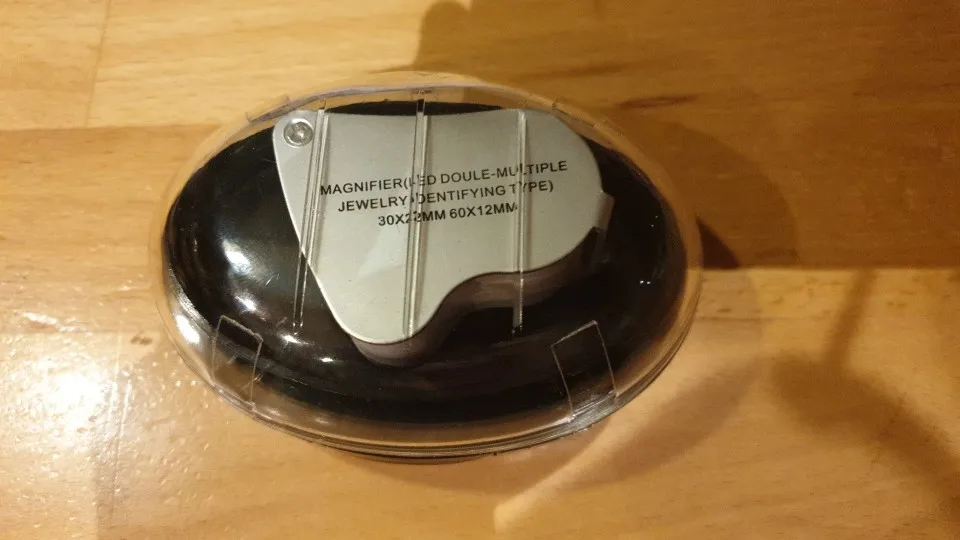 MAGNIFIER(LED DOULE-MULTIPLE
JEWELRY IDENTIFYING TYPE)
30X22MM 60X12MM